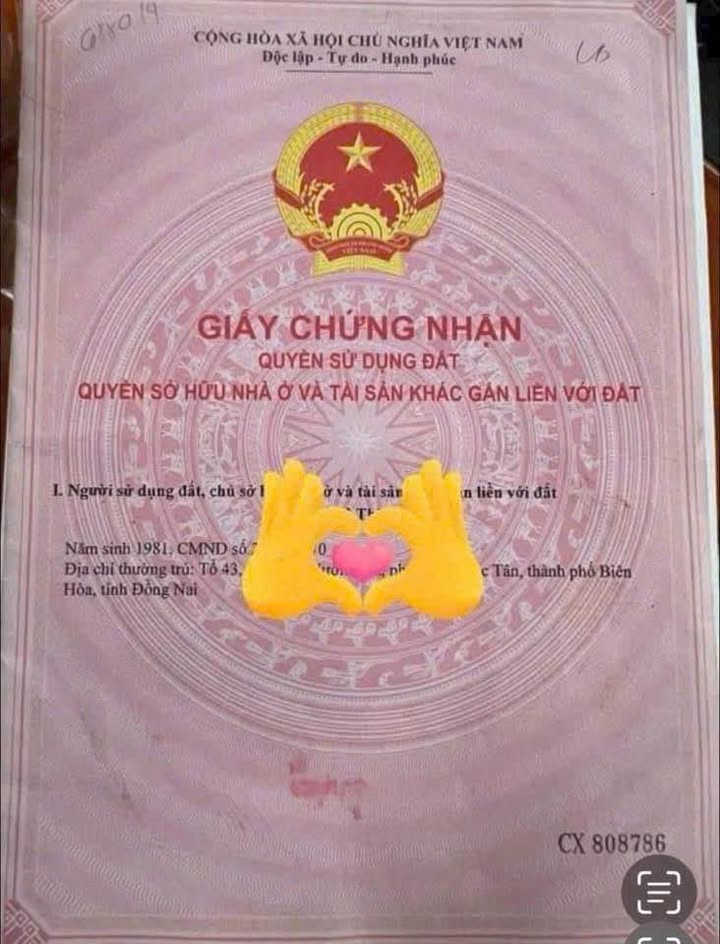 CỘNG HÒA XÃ HỘI CHỦ NGHĨA VIỆT NAM
Độc lập - Tự do - Hạnh phúc
GIẤY CHỨNG NHẬN
QUYỀN SỬ DỤNG ĐẤT
QUYỀN SỞ HỮU NHÀ Ở VÀ TÀI SẢN KHÁC GẮN LIỀN VỚI ĐẤT
I. Người sử dụng đất, chủ sở ở và tài sản liền với đất
Năm sinh 1981, CMND số
Địa chỉ thường trú: Tổ 43, Tân, thành phố Biên
Hòa, tỉnh Đồng Nai
CX 808786